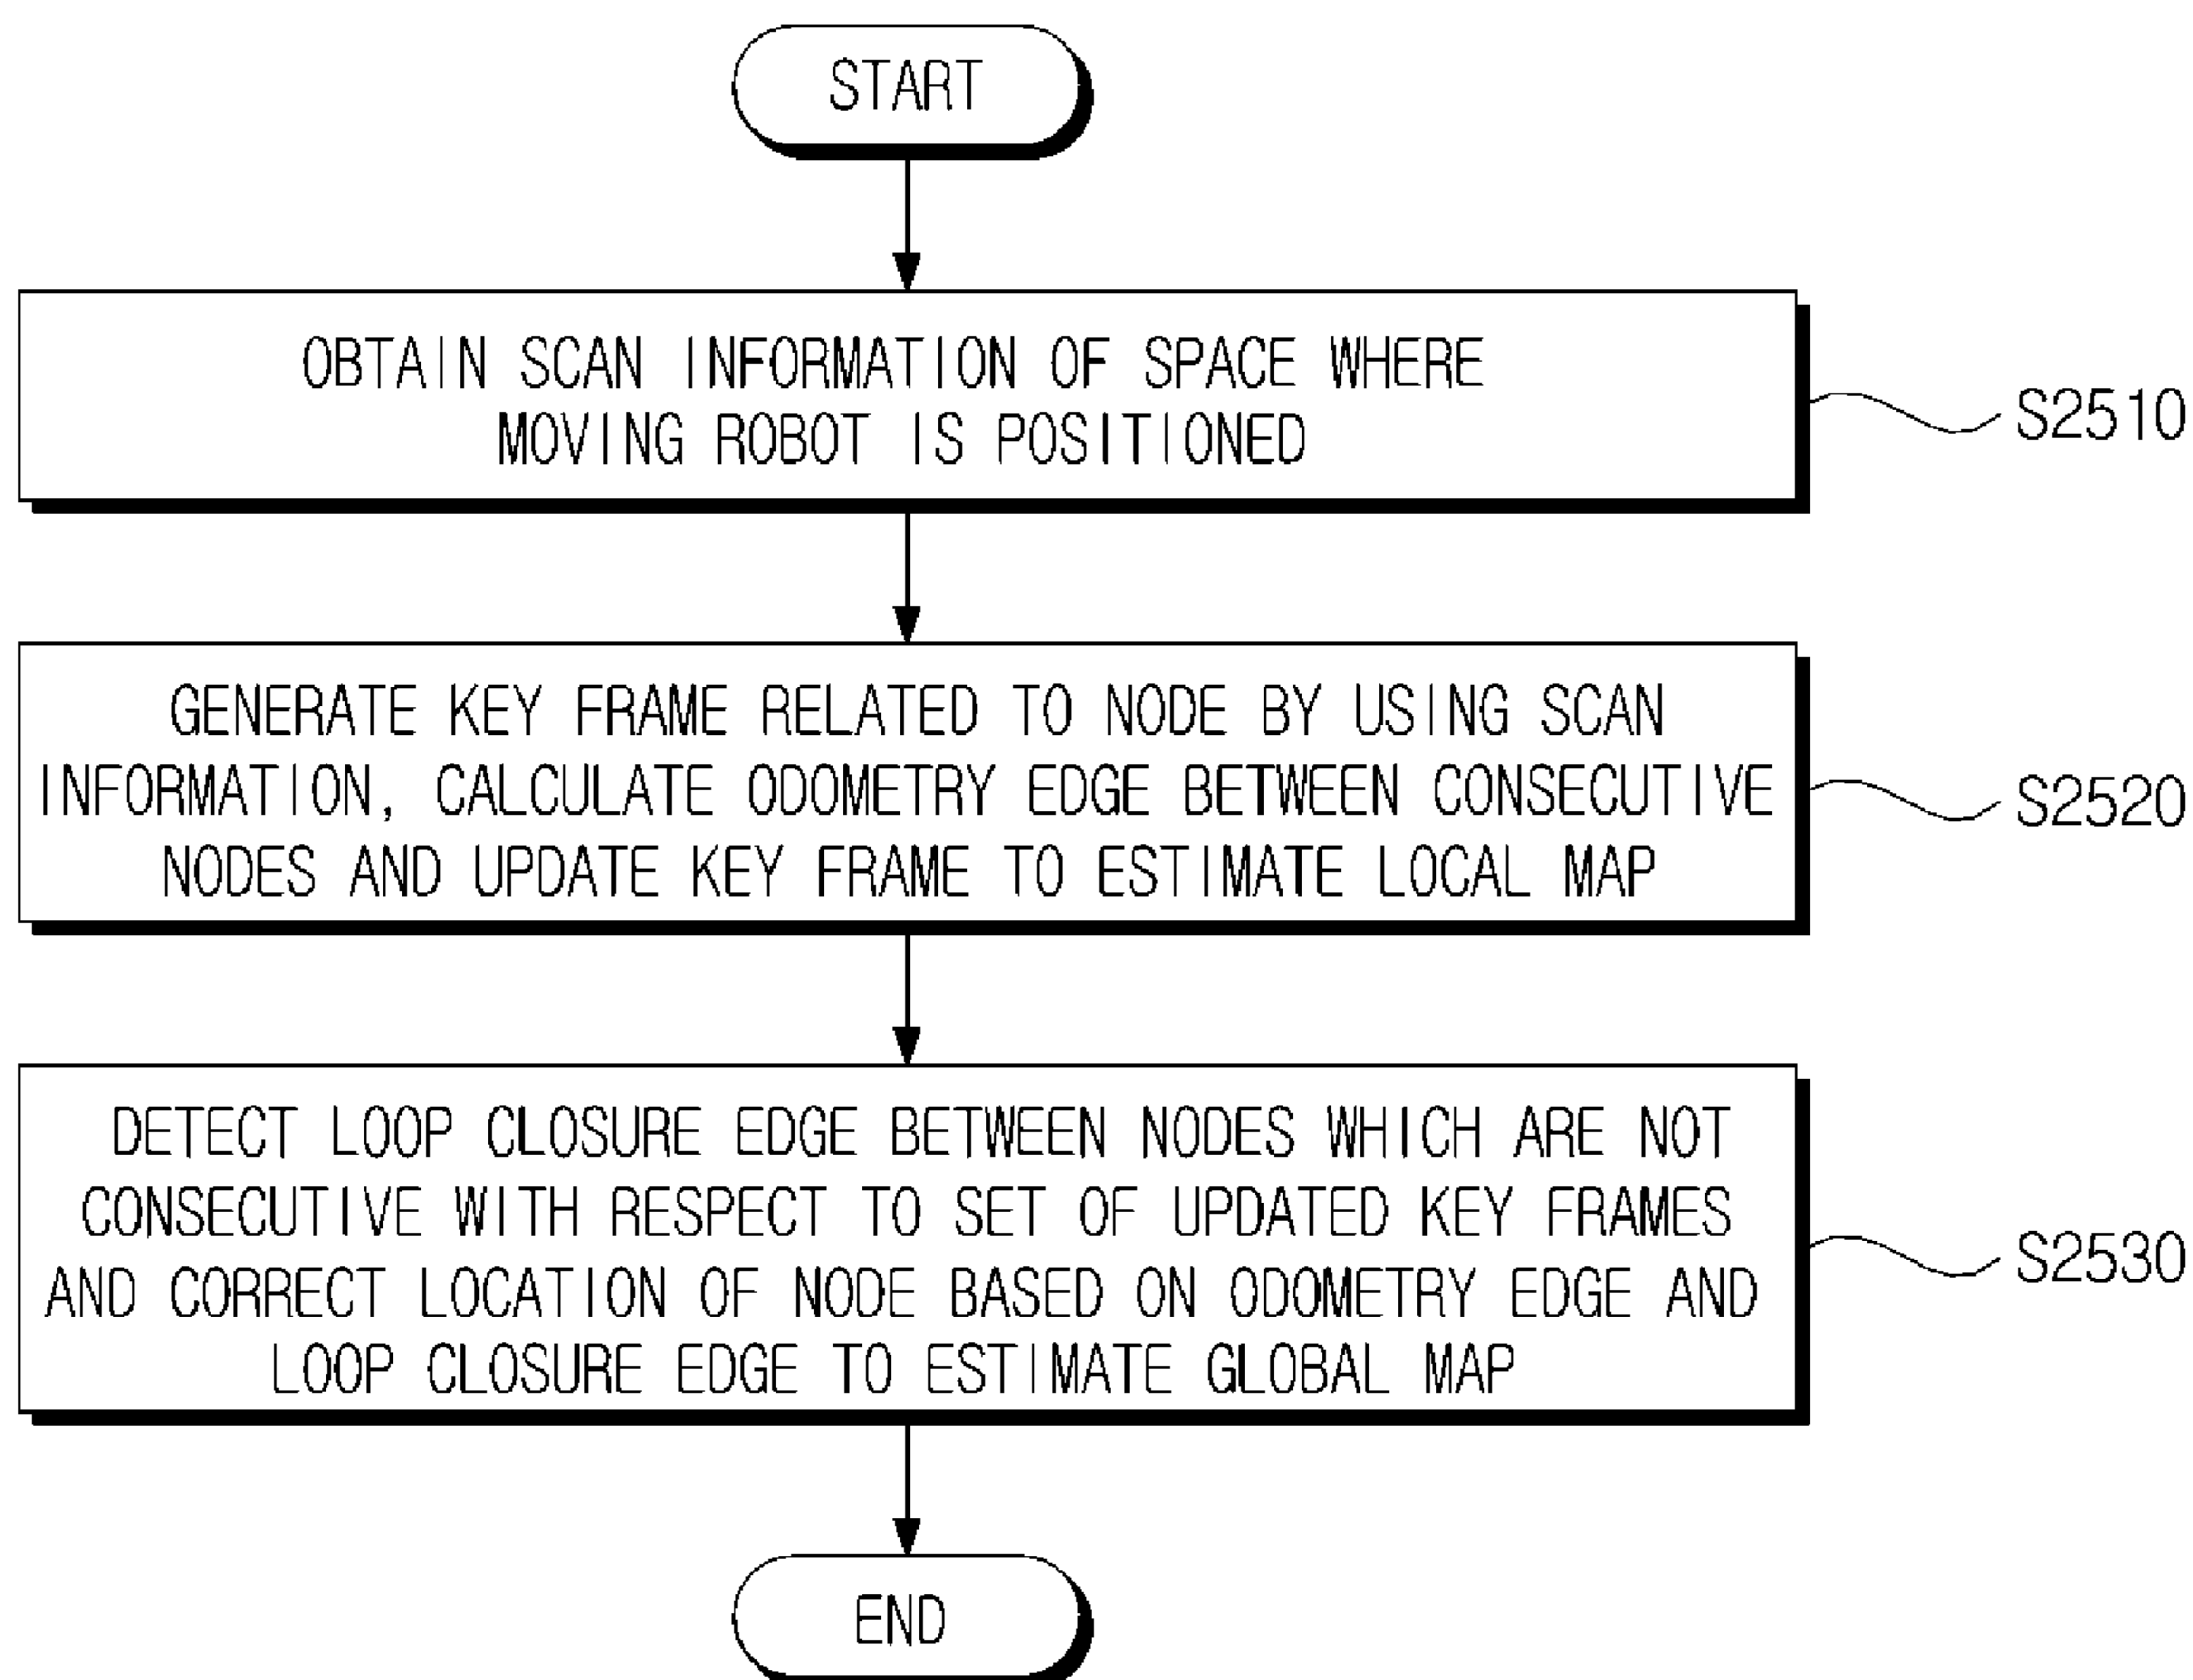 START
OBTAIN SCAN INFORMATION OF SPACE WHERE
MOVING ROBOT IS POSITIONED
S2510
GENERATE KEY FRAME RELATED TO NODE BY USING SCAN
INFORMATION, CALCULATE ODOMETRY EDGE BETWEEN CONSECUTIVE
NODES AND UPDATE KEY FRAME TO ESTIMATE LOCAL MAP
S2520
DETECT LOOP CLOSURE EDGE BETWEEN NODES WHICH ARE NOT
CONSECUTIVE WITH RESPECT TO SET OF UPDATED KEY FRAMES
AND CORRECT LOCATION OF NODE BASED ON ODOMETRY EDGE AND
LOOP CLOSURE EDGE TO ESTIMATE GLOBAL MAP
S2530
END